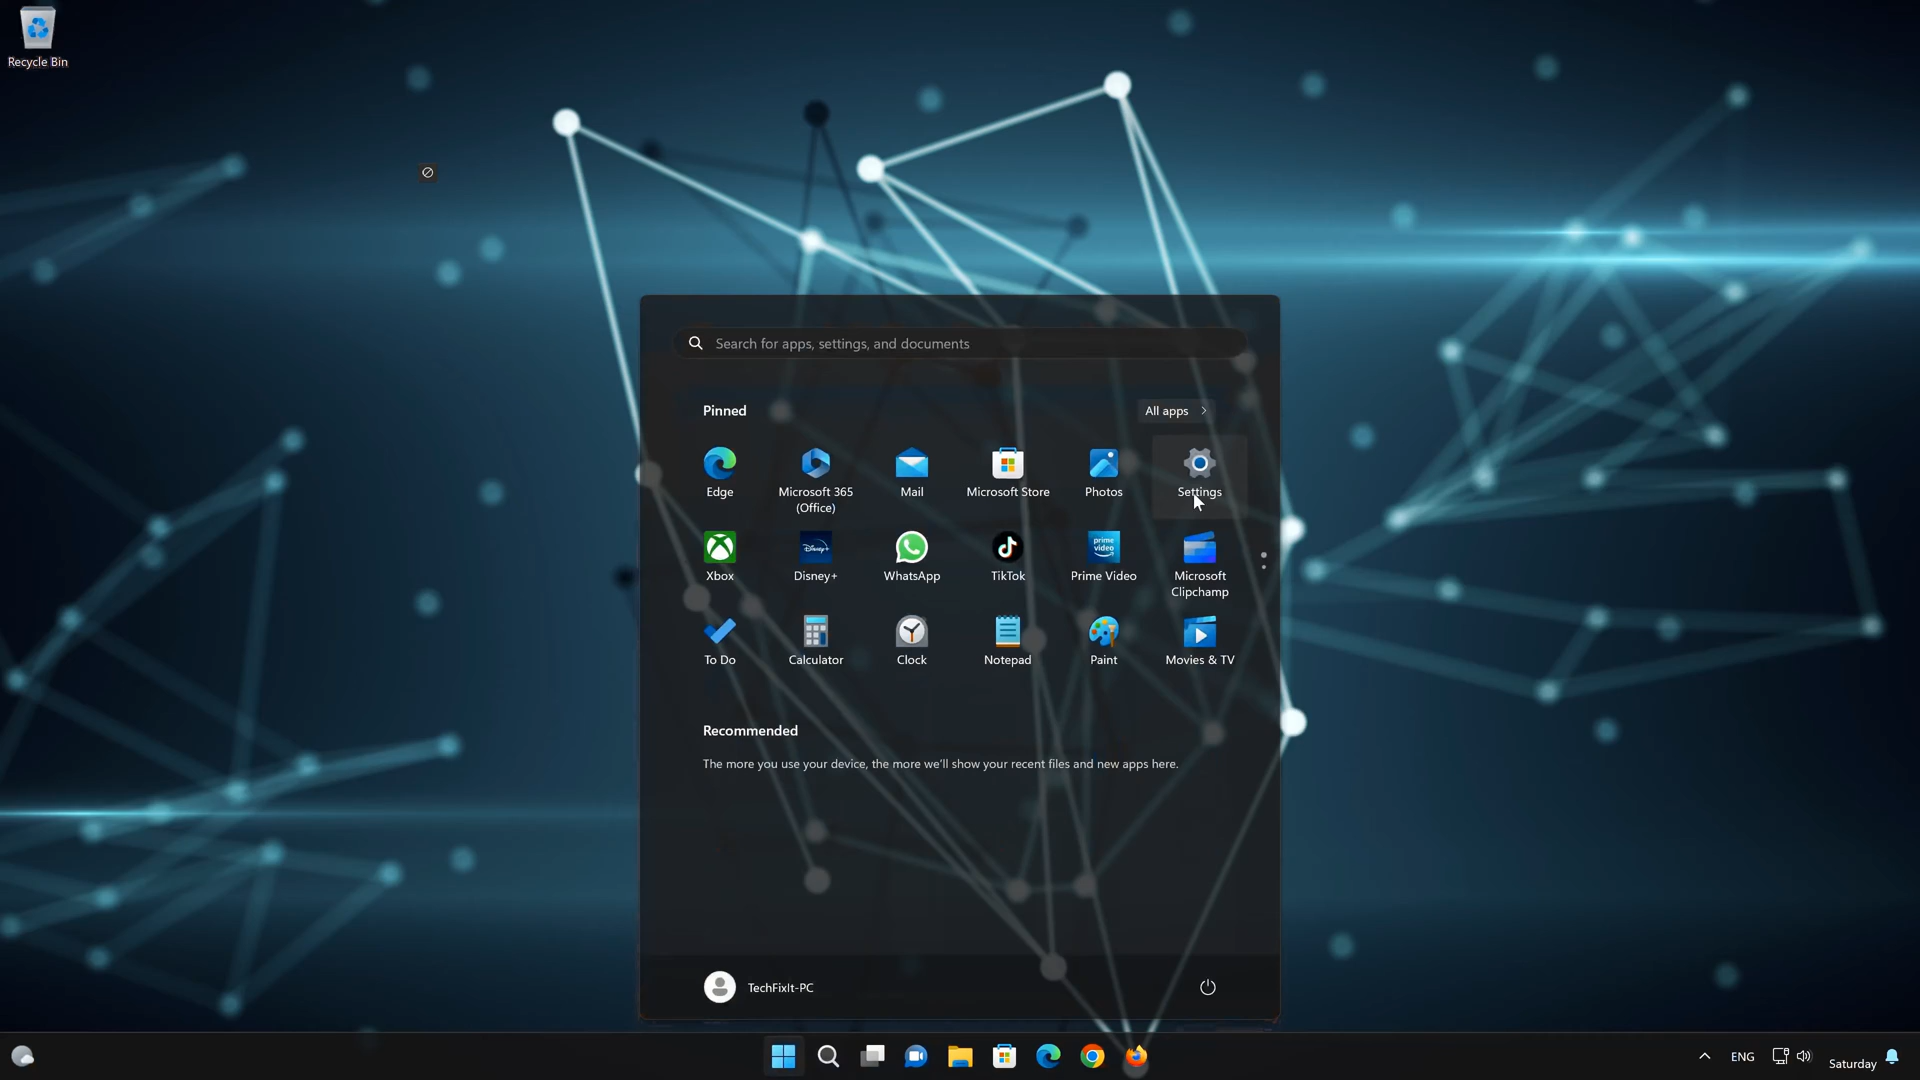 Recycle Bin
Search for apps, settings, and documents
Pinned
All apps
Edge
Microsoft 365
(Office)
Mail
Microsoft Store
Photos
Settings
Xbox
Disney+
WhatsApp
TikTok
Prime Video
Microsoft
Clipchamp
To Do
Calculator
Clock
Notepad
Paint
Movies & TV
Recommended
The more you use your device, the more we'll show your recent files and new apps here.
TechFixIt-PC
ENG
Saturday